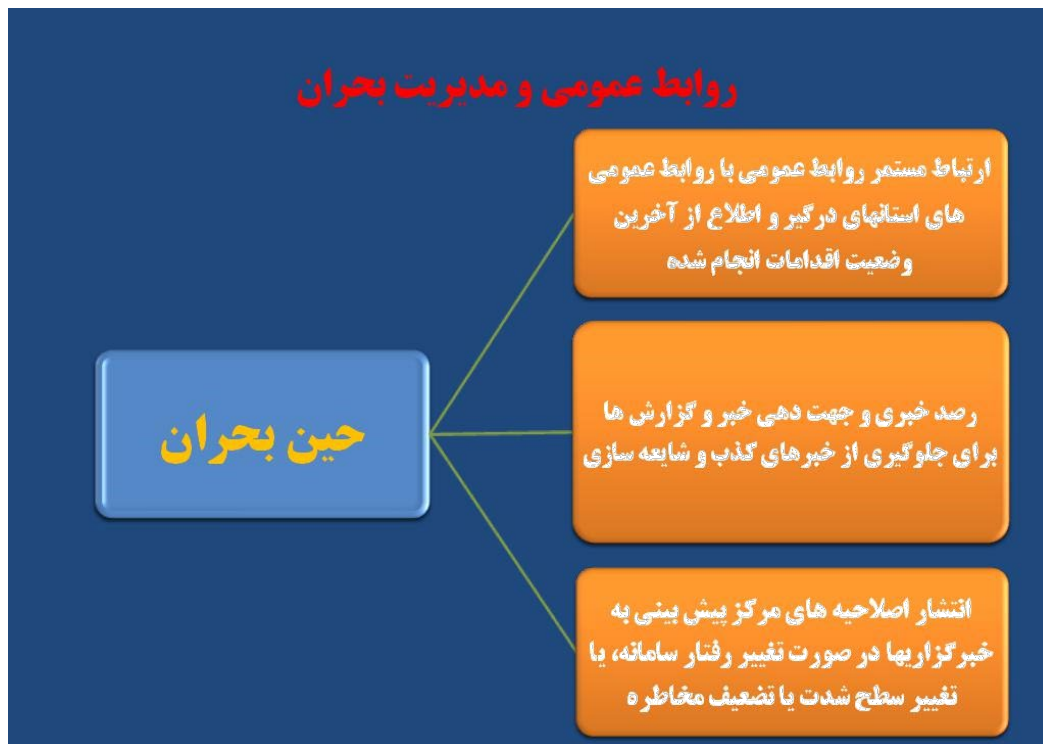 روابط عمومی و مدیریت بحران
ارتباط مستمر روابط عمومی با روابط عمومی
های استانهای درگیر و اطلاع از آخرین
وضعیت اقدامات انجام شده
حین بحران
رصد خبری و جهت دهی خبر و گزارش ها
برای جلوگیری از خبرهای کذب و شایعه سازی
انتشار اصلاحیه های مرکز پیش بینی به
خبرگزاریها در صورت تغییر رفتار سامانه، یا
تغییر سطح شدت یا تضعیف مخاطره